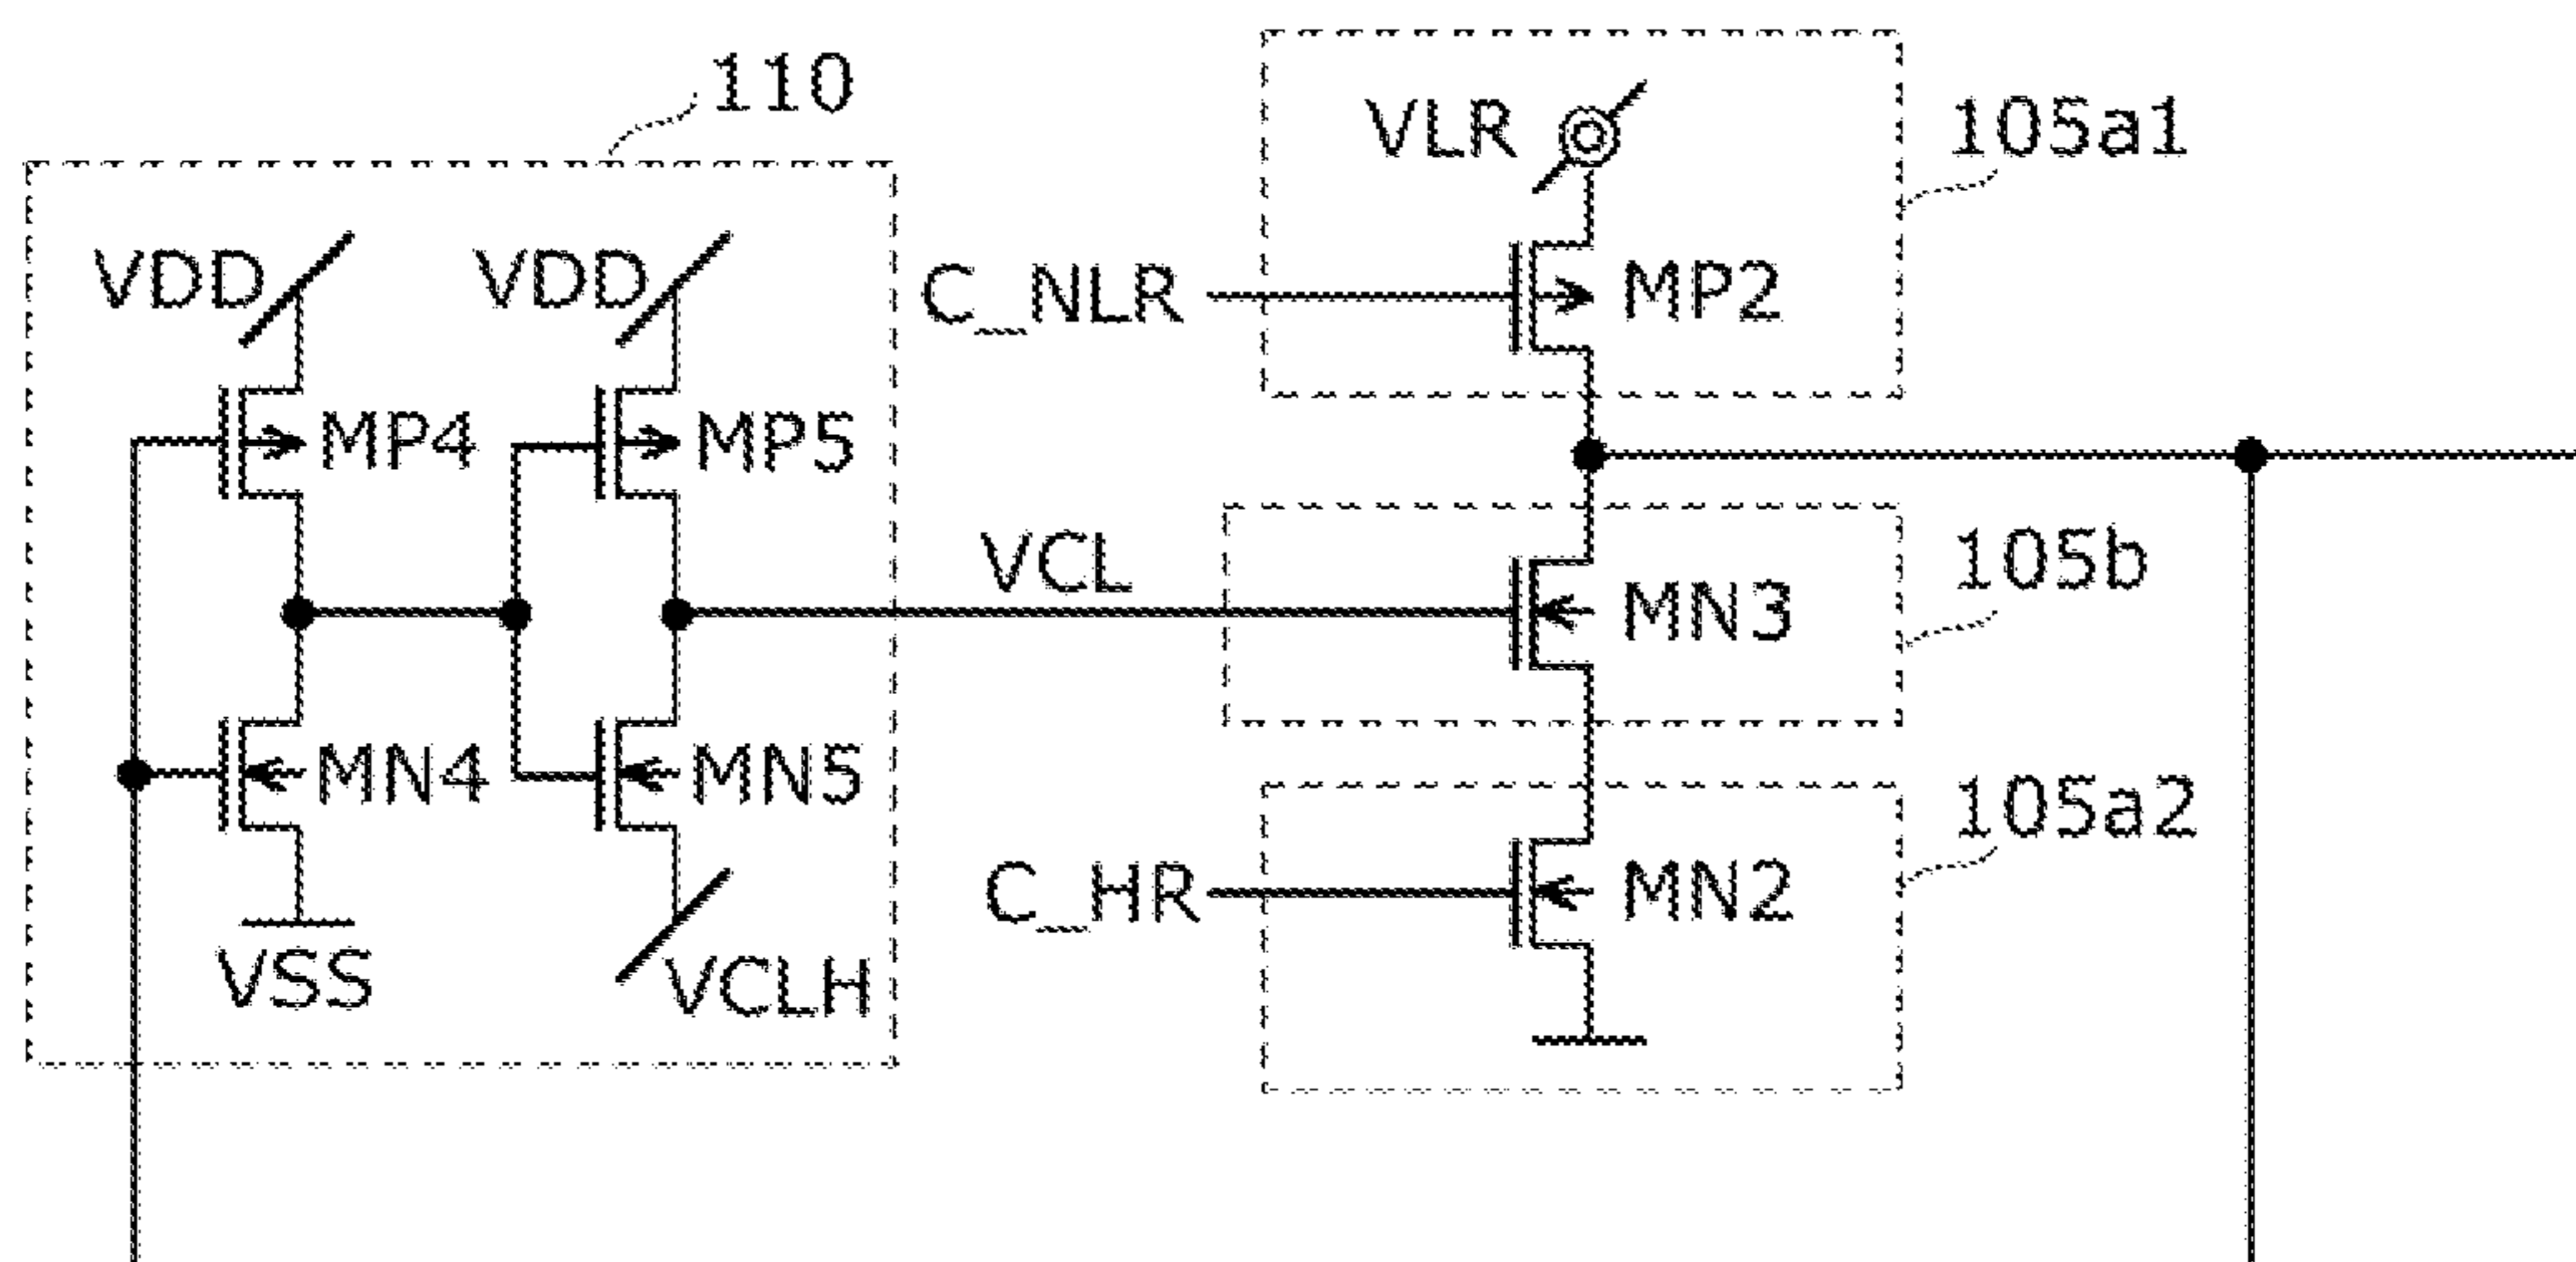 110
VLR
105a1
VDD
VDD
C_NLR
MP2
MP4
MP5
VCL
MN3
105b
MN4
MN5
105a2
C_HR
MN2
VSS
VCLH